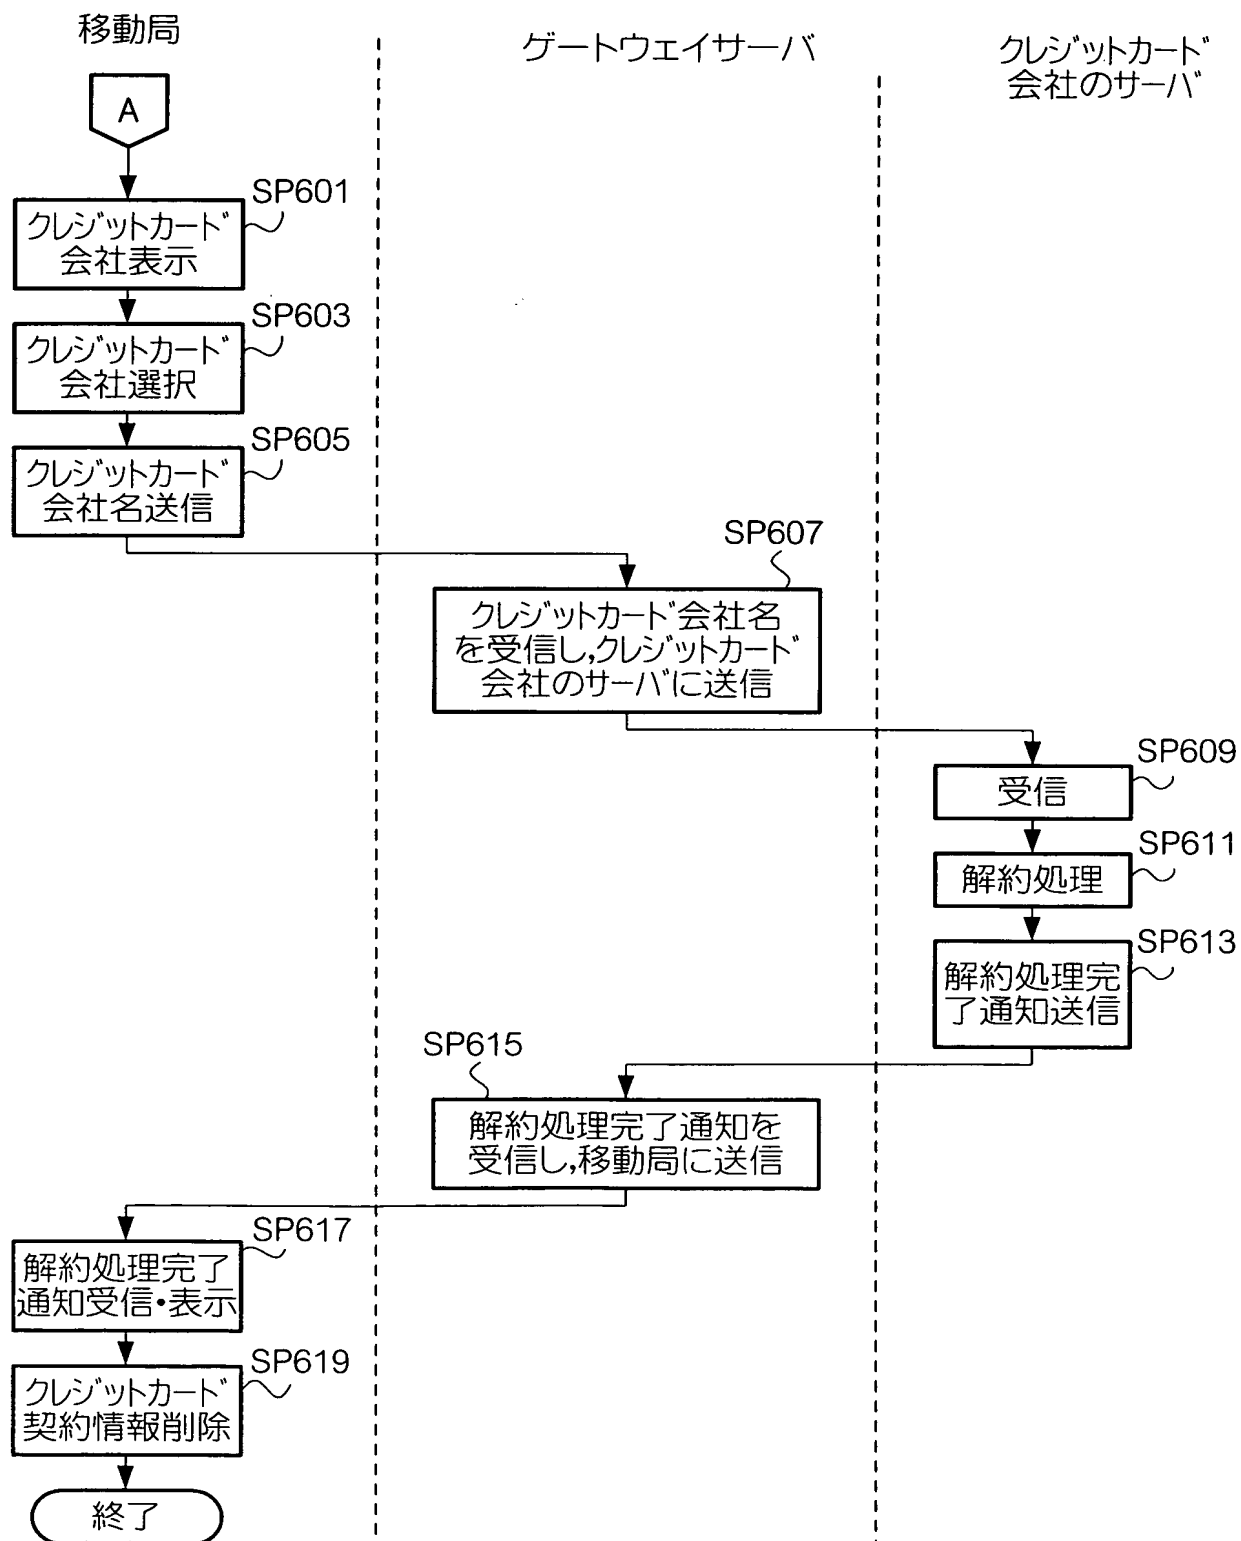 移動局
ゲートウェイサーバ
クレジットカード
会社のサーバ
A
SP601
クレジットカード
会社表示
SP603
クレジットカード
会社選択
SP605
クレジットカード
会社名送信
SP607
クレジットカード会社名
を受信し,クレジットカード
会社のサーバに送信
SP609
受信
SP611
解約処理
SP613
解約処理完
了通知送信
SP615
解約処理完了通知を
受信し,移動局に送信
SP617
解約処理完了
通知受信・表示
SP619
クレジットカード
契約情報削除
終了